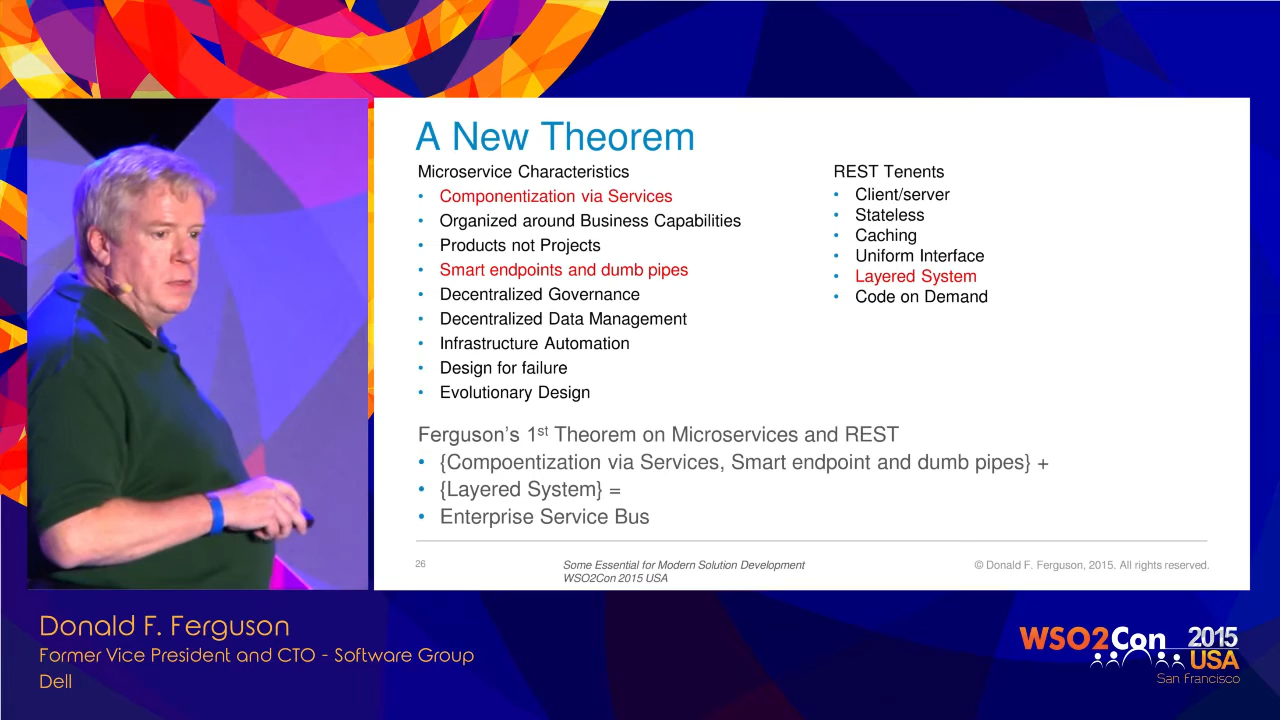 A New Theorem
Microservice Characteristics
• Componentization via Services
• Organized around Business Capabilities
• Products not Projects
• Smart endpoints and dumb pipes
• Decentralized Governance
• Decentralized Data Management
• Infrastructure Automation
• Design for failure
• Evolutionary Design
REST Tenents
• Client/server
• Stateless
• Caching
• Uniform Interface
• Layered System
• Code on Demand
Ferguson's 1st Theorem on Microservices and REST
• {Compoentization via Services, Smart endpoint and dumb pipes} +
• {Layered System} =
• Enterprise Service Bus
26
Some Essential for Modern Solution Development
WSO2Con 2015 USA
© Donald F. Ferguson, 2015. All rights reserved.
Donald F. Ferguson
Former Vice President and CTO - Software Group
Dell
WSO2Con 2015
USA
San Francisco